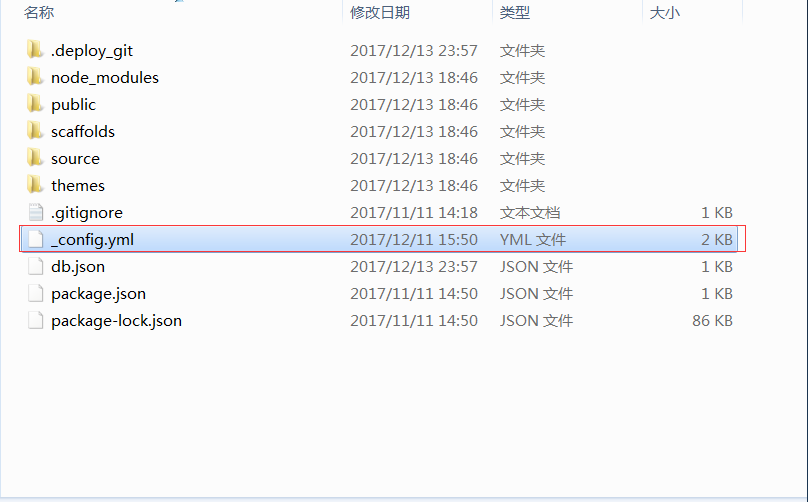 名称 修改日期 类型 大小
.deploy_git 2017/12/13 23:57 文件夹
node_modules 2017/12/13 18:46 文件夹
public 2017/12/13 18:46 文件夹
scaffolds 2017/12/13 18:46 文件夹
source 2017/12/13 18:46 文件夹
themes 2017/12/13 18:46 文件夹
.gitignore 2017/11/11 14:18 文本文档 1 KB
_config.yml 2017/12/11 15:50 YML 文件 2 KB
db.json 2017/12/13 23:57 JSON 文件 1 KB
package.json 2017/11/11 14:50 JSON 文件 1 KB
package-lock.json 2017/11/11 14:50 JSON 文件 86 KB